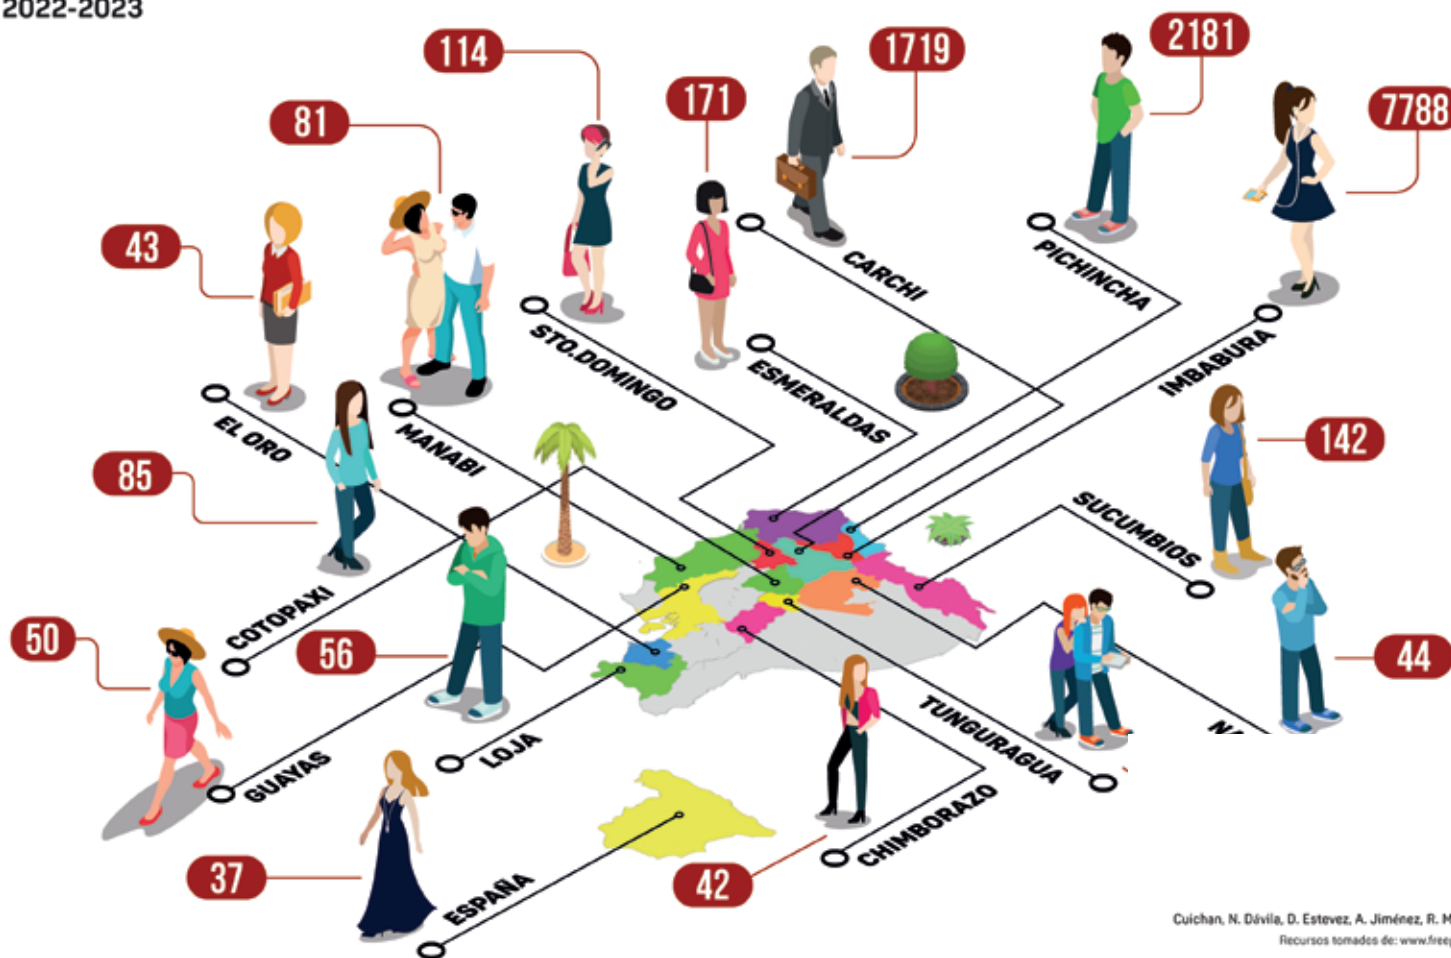 2022-2023
114
1719
2181
171
7788
81
43
CARCHI
PICHINCHA
STO.DOMINGO
ESMERALDAS
IMBABURA
EL ORO
MANABI
142
85
SUCUMBIOS
COTOPAXI
50
56
44
TUNGURAGUA
GUAYAS
LOJA
CHIMBORAZO
37
42
ESPAÑA
Cuichan, N. Dávila, D. Estevez, A. Jiménez, R. M
Recursos tomados de: www.freep